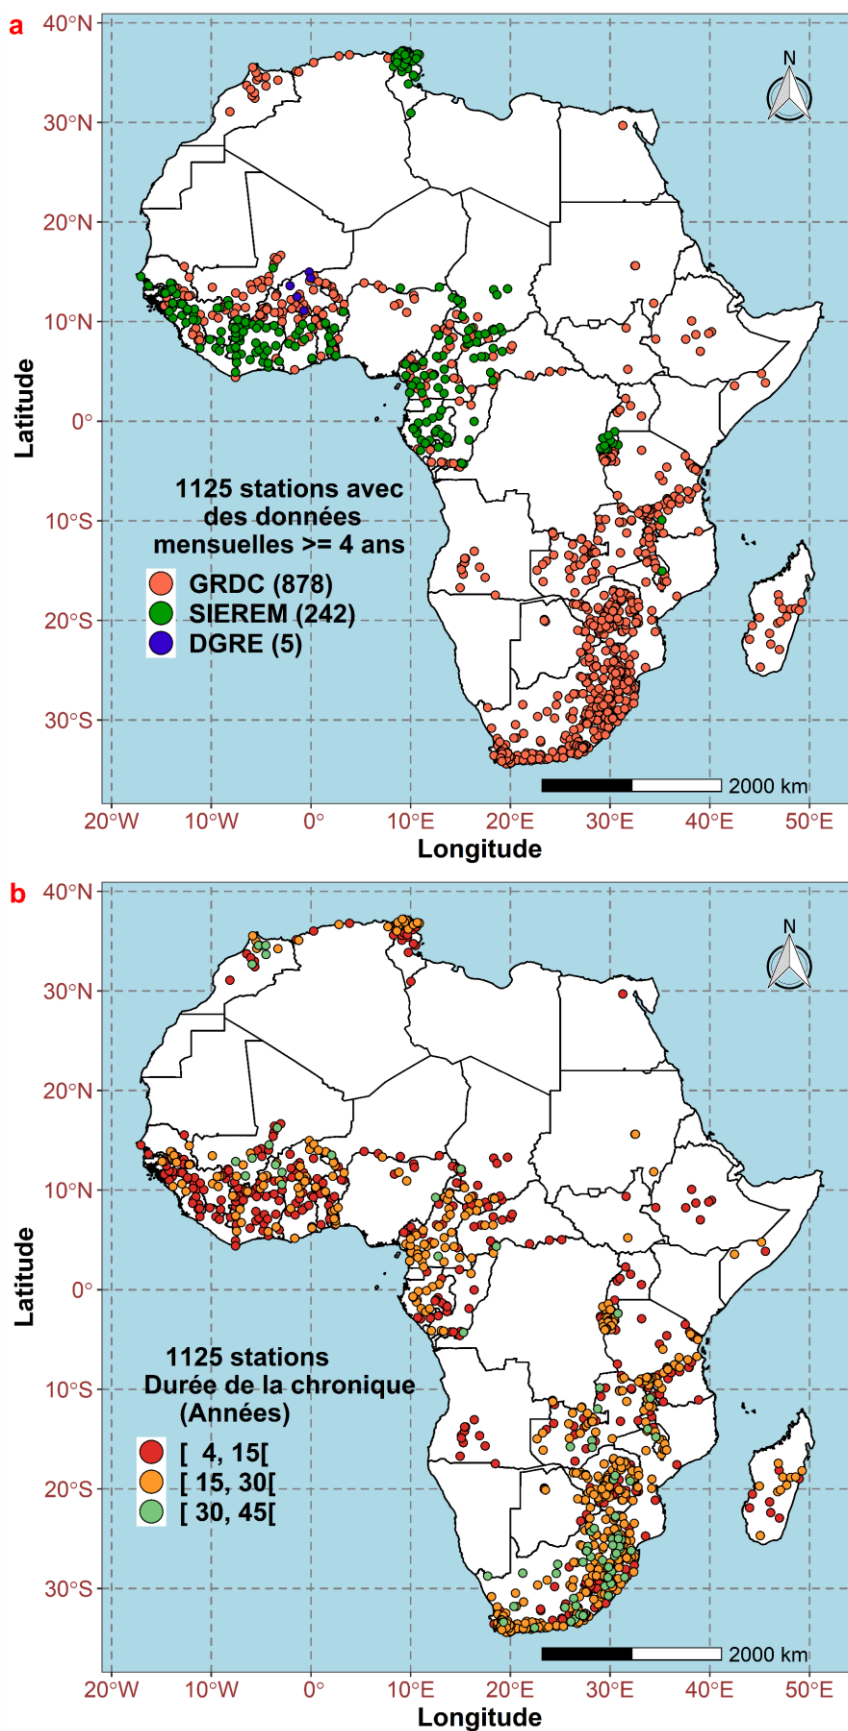 a
40°N
30°N
20°N
10°N
0°
10°S
20°S
30°S
Latitude
N
1125 stations avec
des données
mensuelles >= 4 ans
GRDC (878)
SIEREM (242)
DGRE (5)
2000 km
20°W 10°W 0° 10°E 20°E 30°E 40°E 50°E
Longitude
b
40°N
30°N
20°N
10°N
0°
10°S
20°S
30°S
Latitude
N
1125 stations
Durée de la chronique
(Années)
[ 4, 15[
[ 15, 30[
[ 30, 45[
2000 km
20°W 10°W 0° 10°E 20°E 30°E 40°E 50°E
Longitude